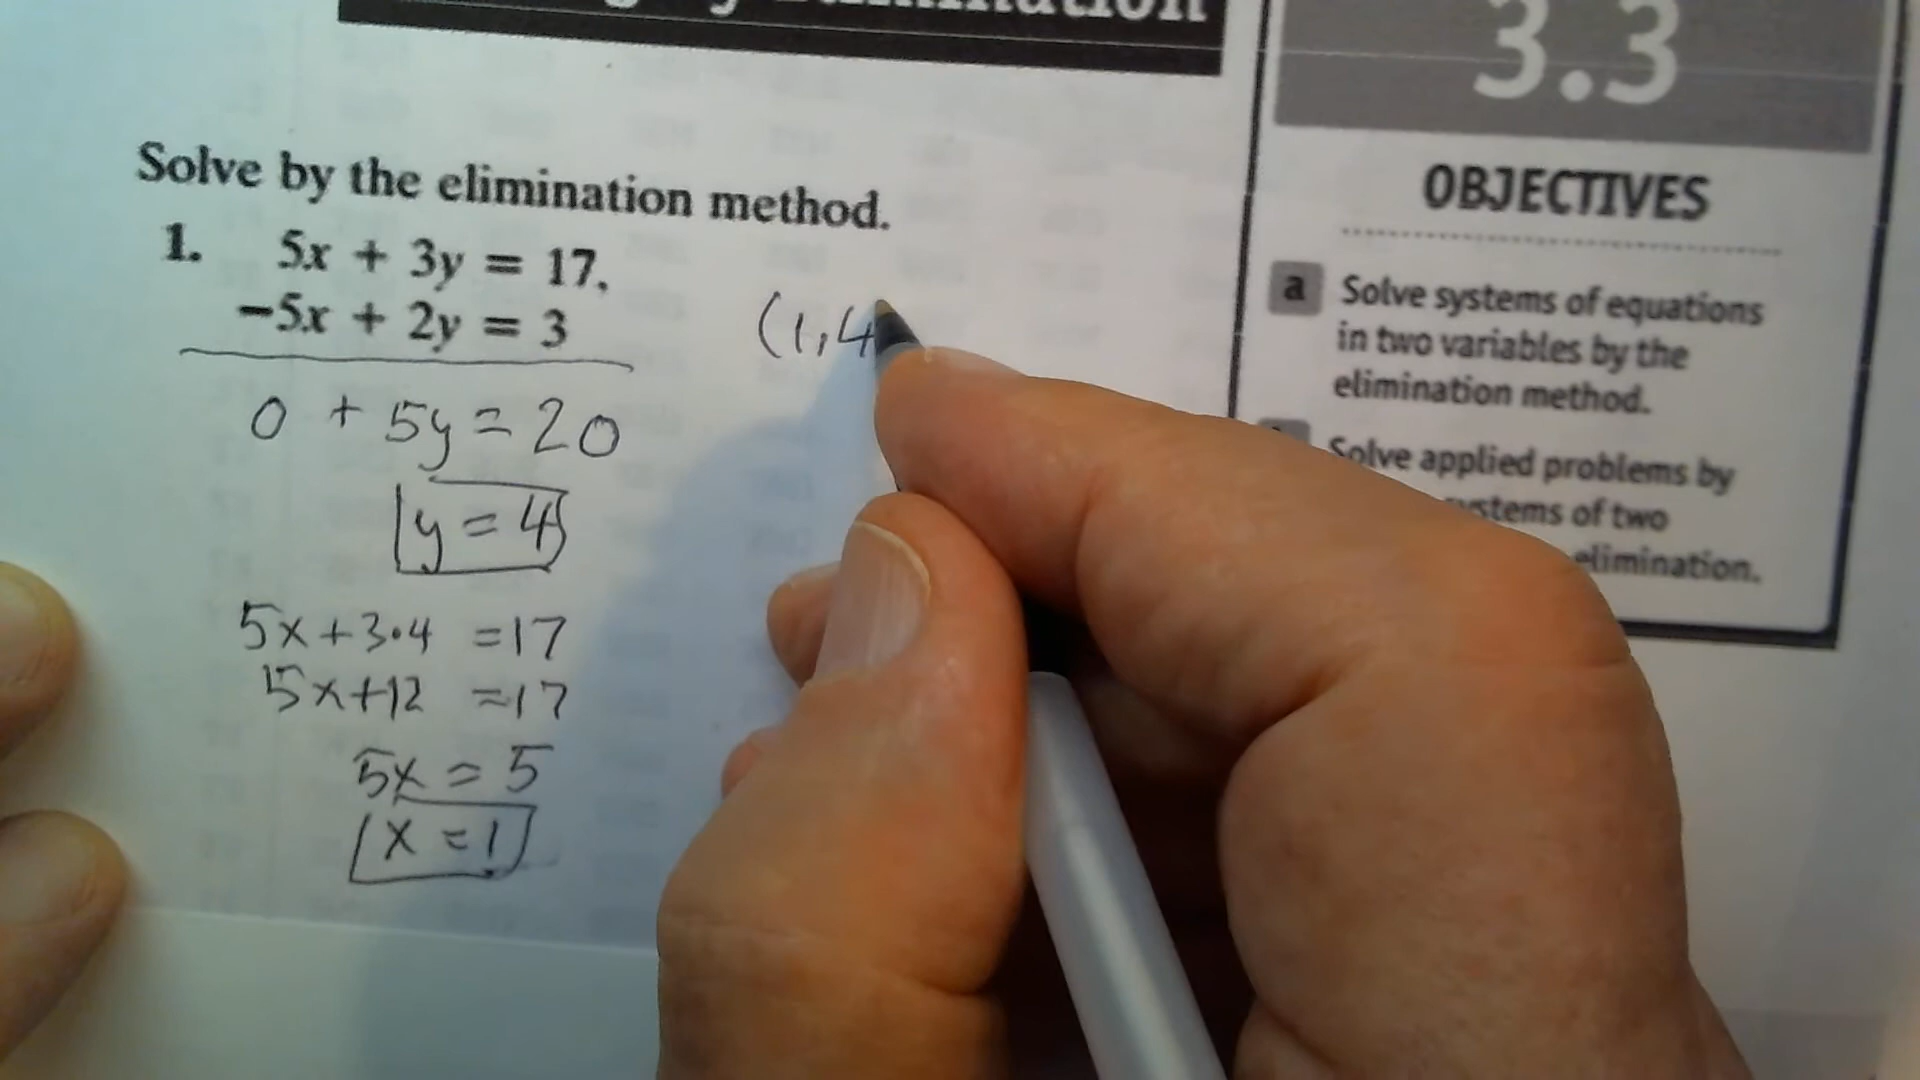 3.3
Solve by the elimination method.
1. 5x + 3y = 17,
-5x + 2y = 3
0 + 5y = 20
y = 4
5x + 3·4 = 17
5x + 12 = 17
5x = 5
x = 1
(1,4
OBJECTIVES
a Solve systems of equations
in two variables by the
elimination method.
Solve applied problems by
of two
elimination.